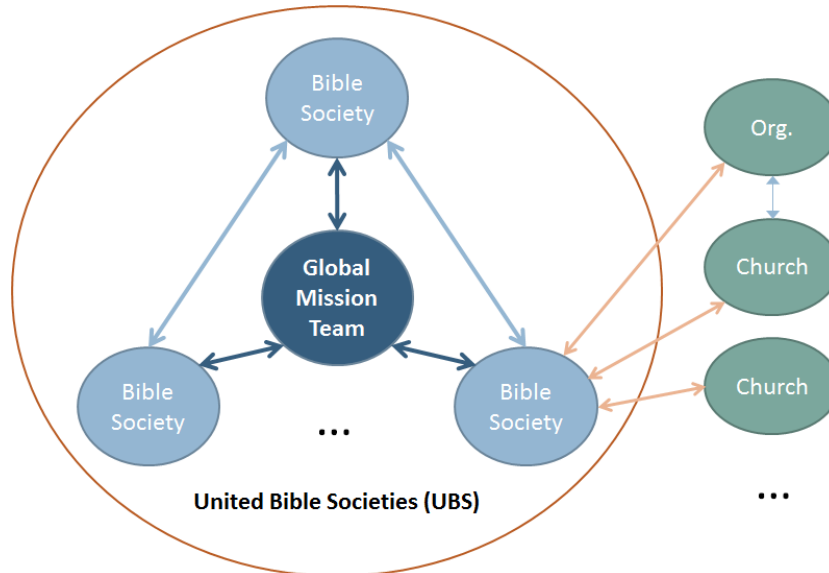 Bible
Society
Org.
Global
Mission
Team
Church
Bible
Society
Bible
Society
Church
...
United Bible Societies (UBS)
...